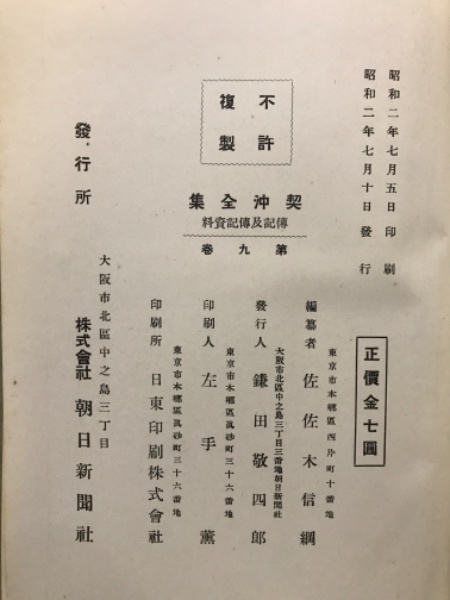 昭和二年七月五日印刷
昭和二年七月十日發行
正價金七圓
不許
複製
契沖全集
傳記及傳記資料
第九卷
東京市本鄕區西片町十番地
編纂者 佐佐木信綱
大阪市北區中之島三丁目三番地朝日新聞社
發行人 鎌田敬四郎
東京市本鄕區眞砂町三十六番地
印刷人 左手薰
東京市本鄕區眞砂町三十六番地
印刷所 日東印刷株式會社
發行所
大阪市北區中之島三丁目
株式會社 朝日新聞社